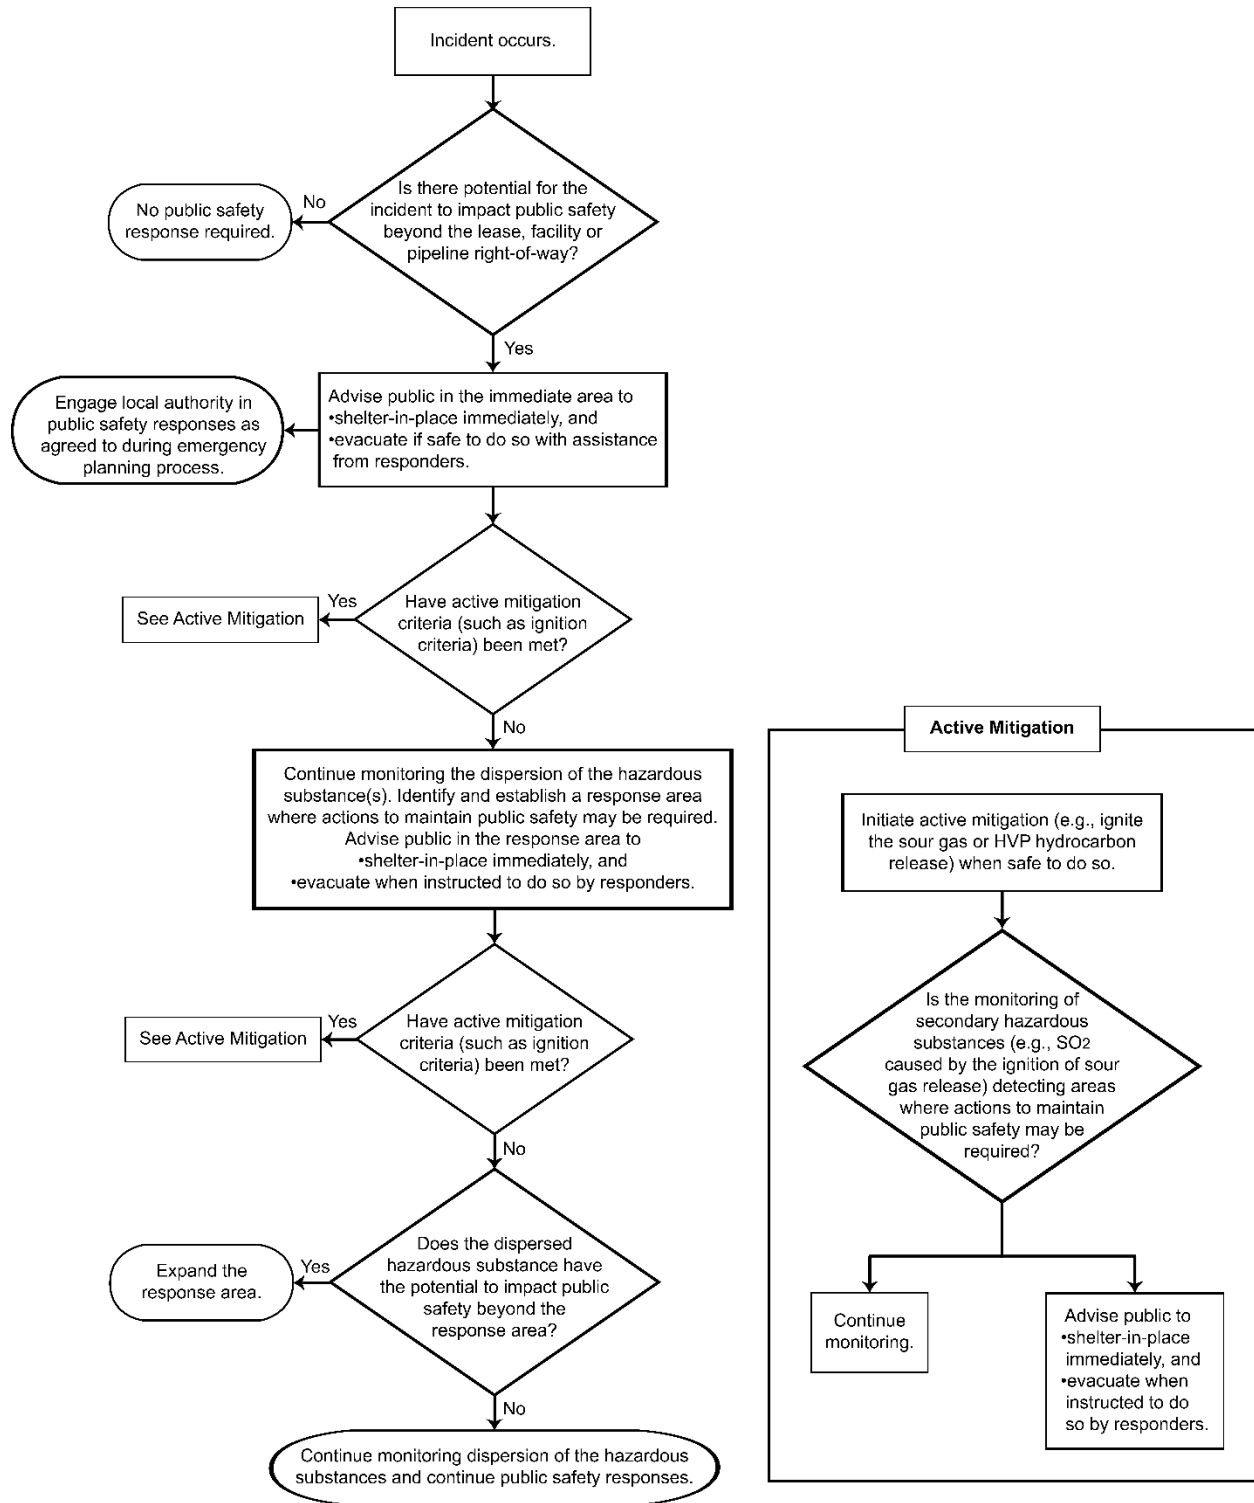 Incident occurs.
Is there potential for the
incident to impact public safety
beyond the lease, facility or
pipeline right-of-way?
No
No public safety
response required.
Yes
Advise public in the immediate area to
•shelter-in-place immediately, and
•evacuate if safe to do so with assistance
from responders.
Engage local authority in
public safety responses as
agreed to during emergency
planning process.
Have active mitigation
criteria (such as ignition
criteria) been met?
Yes
See Active Mitigation
No
Continue monitoring the dispersion of the hazardous
substance(s). Identify and establish a response area
where actions to maintain public safety may be required.
Advise public in the response area to
•shelter-in-place immediately, and
•evacuate when instructed to do so by responders.
Have active mitigation
criteria (such as ignition
criteria) been met?
Yes
See Active Mitigation
No
Does the dispersed
hazardous substance have
the potential to impact public
safety beyond the
response area?
Yes
Expand the
response area.
No
Continue monitoring dispersion of the hazardous
substances and continue public safety responses.
Active Mitigation
Initiate active mitigation (e.g., ignite
the sour gas or HVP hydrocarbon
release) when safe to do so.
Is the monitoring of
secondary hazardous
substances (e.g., SO2
caused by the ignition of sour
gas release) detecting areas
where actions to maintain
public safety may be
required?
Continue
monitoring.
Advise public to
•shelter-in-place
immediately, and
•evacuate when
instructed to do
so by responders.